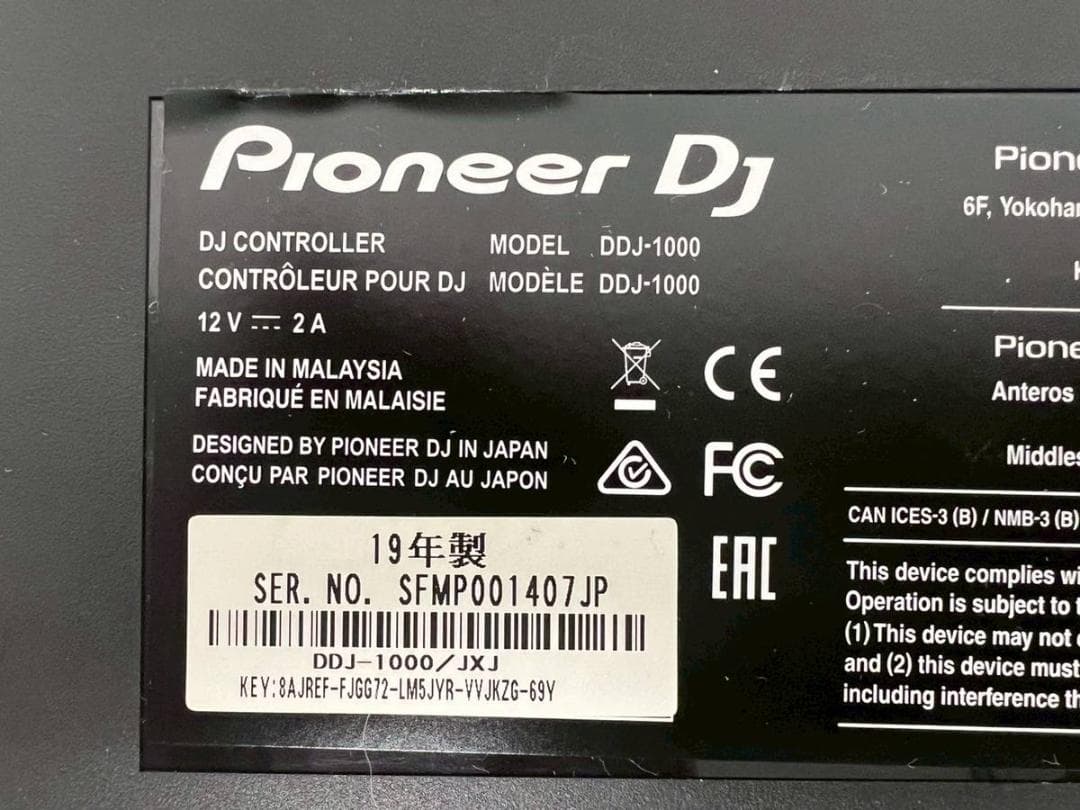 Pioneer Dj
DJ CONTROLLER MODEL DDJ-1000
CONTRÔLEUR POUR DJ MODÈLE DDJ-1000
12 V ⎓ 2 A
MADE IN MALAYSIA
FABRIQUÉ EN MALAISIE
DESIGNED BY PIONEER DJ IN JAPAN
CONÇU PAR PIONEER DJ AU JAPON
CE
FC
EAC
19年製
SER. NO. SFMP001407JP
DDJ-1000/JXJ
KEY:8AJREF-FJGG72-LM5JYR-VVJKZG-69Y
Pion
6F, Yokoha
Pione
Anteros
Middles
CAN ICES-3 (B) / NMB-3 (B)
This device complies wi
Operation is subject to
(1) This device may not
and (2) this device must
including interference th